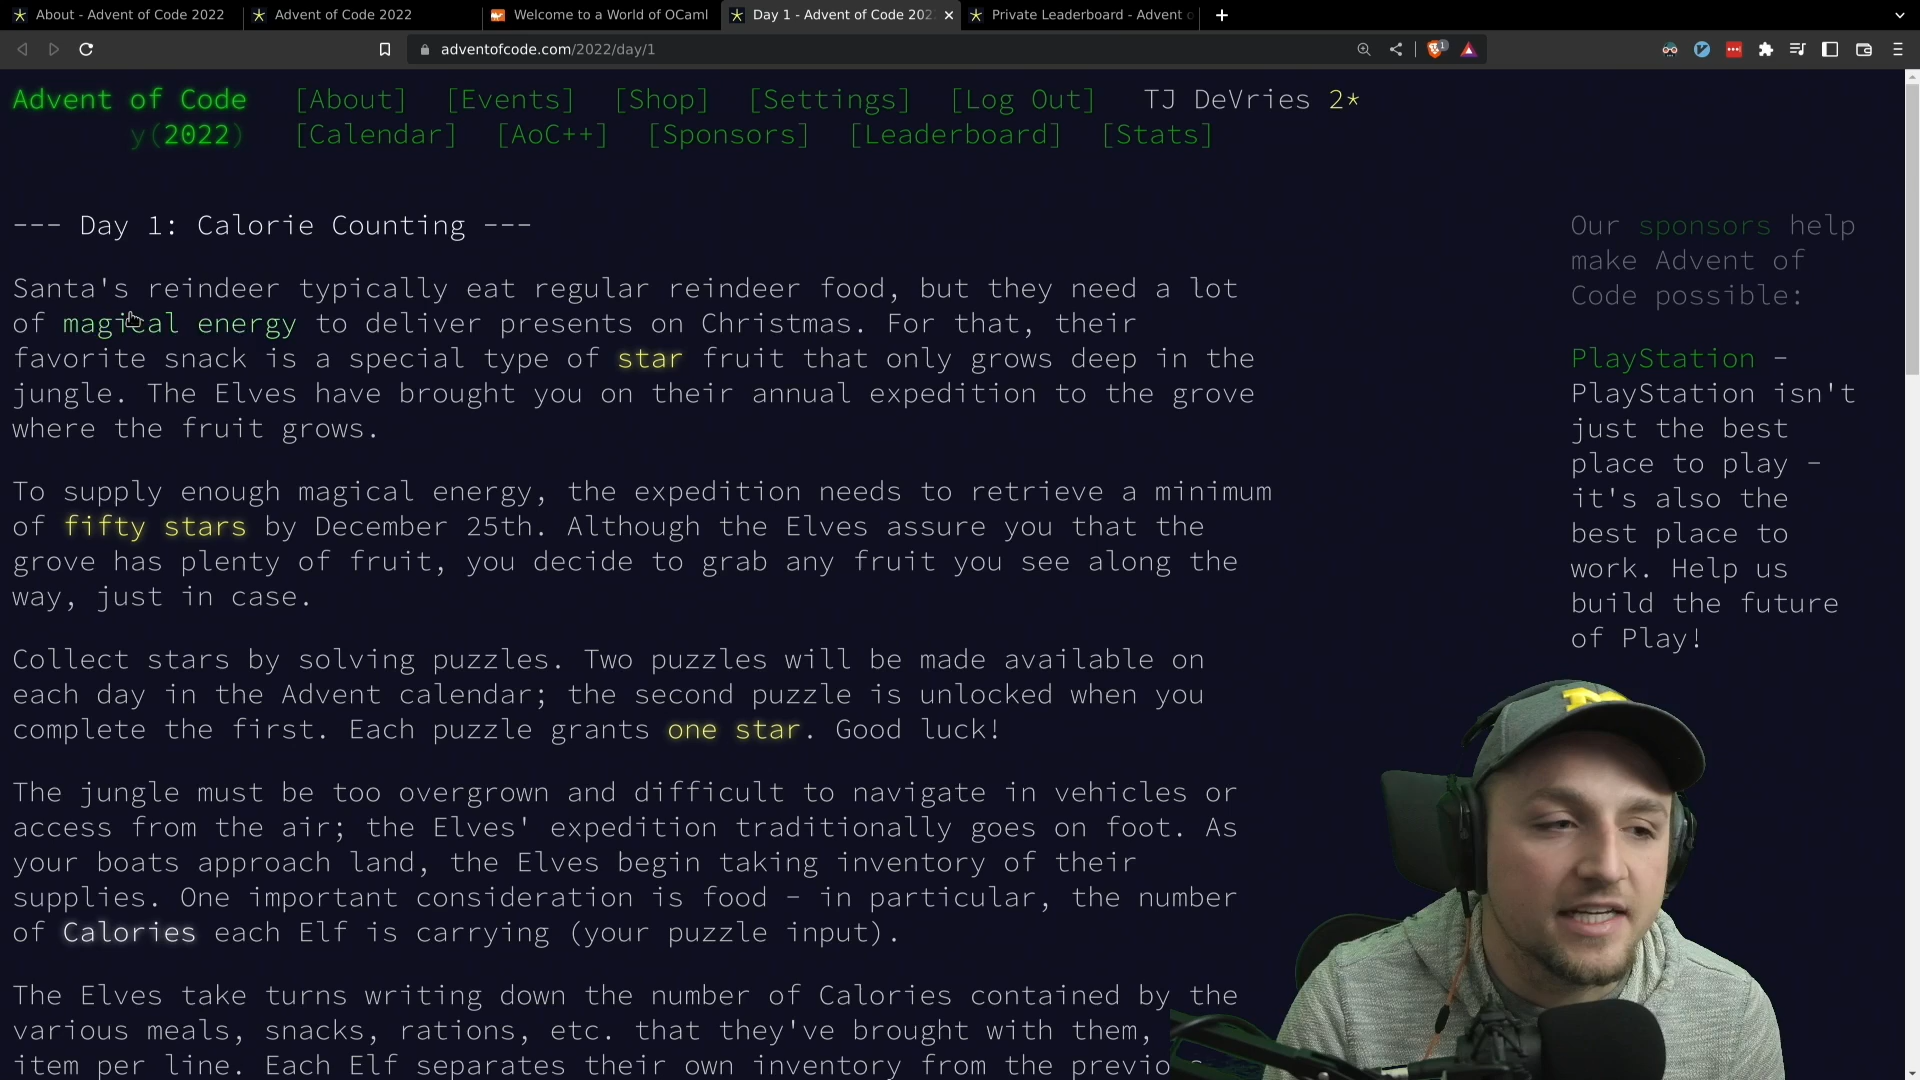 About - Advent of Code 2022
Advent of Code 2022
Welcome to a World of OCaml
Day 1 - Advent of Code 202
Private Leaderboard - Advent o
adventofcode.com/2022/day/1
1
Advent of Code [About] [Events] [Shop] [Settings] [Log Out] TJ DeVries 2*
y(2022) [Calendar] [AoC++] [Sponsors] [Leaderboard] [Stats]
--- Day 1: Calorie Counting ---
Santa's reindeer typically eat regular reindeer food, but they need a lot
of magical energy to deliver presents on Christmas. For that, their
favorite snack is a special type of star fruit that only grows deep in the
jungle. The Elves have brought you on their annual expedition to the grove
where the fruit grows.
To supply enough magical energy, the expedition needs to retrieve a minimum
of fifty stars by December 25th. Although the Elves assure you that the
grove has plenty of fruit, you decide to grab any fruit you see along the
way, just in case.
Collect stars by solving puzzles. Two puzzles will be made available on
each day in the Advent calendar; the second puzzle is unlocked when you
complete the first. Each puzzle grants one star. Good luck!
The jungle must be too overgrown and difficult to navigate in vehicles or
access from the air; the Elves' expedition traditionally goes on foot. As
your boats approach land, the Elves begin taking inventory of their
supplies. One important consideration is food - in particular, the number
of Calories each Elf is carrying (your puzzle input).
The Elves take turns writing down the number of Calories contained by the
various meals, snacks, rations, etc. that they've brought with them,
item per line. Each Elf separates their own inventory from the previo
Our sponsors help
make Advent of
Code possible:
PlayStation -
PlayStation isn't
just the best
place to play -
it's also the
best place to
work. Help us
build the future
of Play!
M